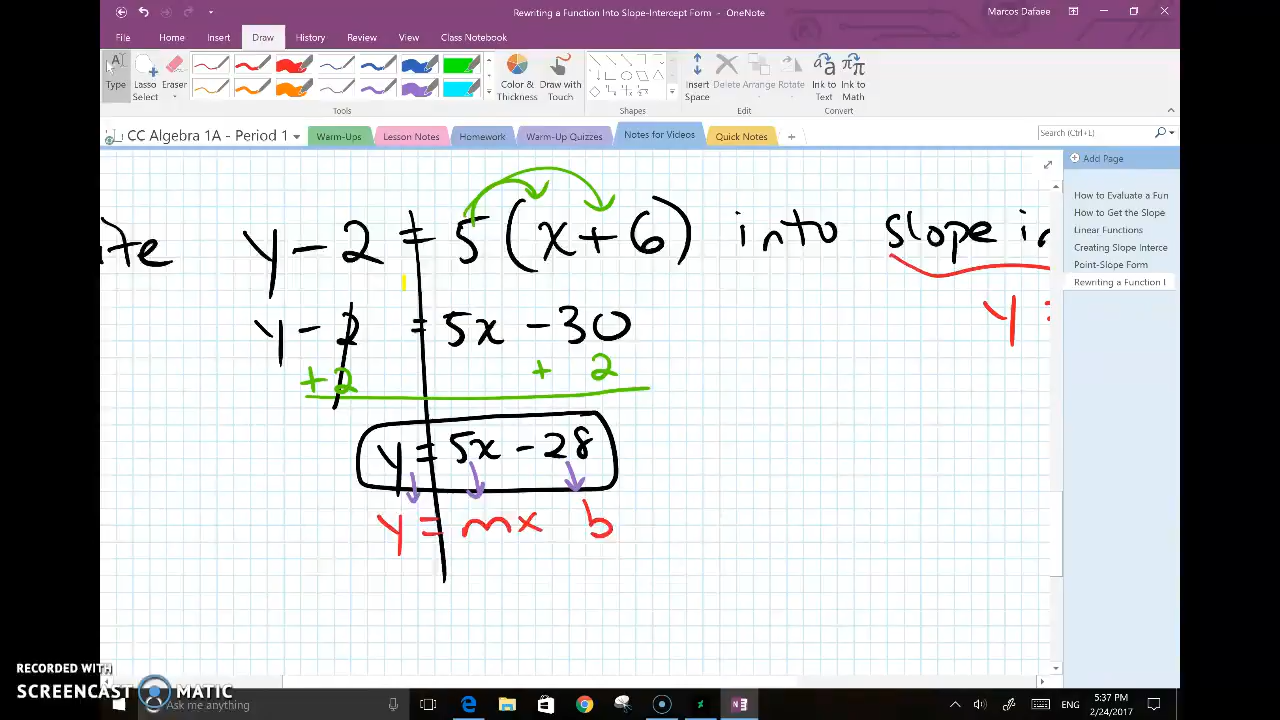 Rewriting a Function Into Slope-Intercept Form - OneNote
Marcos Dafaee
File Home Insert Draw History Review View Class Notebook
Type
Lasso Select
Eraser
Color & Thickness
Draw with Touch
Insert Space
Delete Arrange Rotate
Ink to Text
Ink to Math
Tools
Shapes
Edit
Convert
CC Algebra 1A - Period 1
Warm-Ups Lesson Notes Homework Warm-Up Quizzes Notes for Videos Quick Notes +
Search (Ctrl+L)
Add Page
How to Evaluate a Fun
How to Get the Slope
Linear Functions
Creating Slope Interce
Point-Slope Form
Rewriting a Function I
te y - 2 = 5 (x + 6) into slope in
y =
y - 2 = 5x - 30
+ 2 + 2
y = 5x - 28
y = mx b
RECORDED WITH
SCREENCAST MATIC
Ask me anything
ENG
5:37 PM
2/24/2017